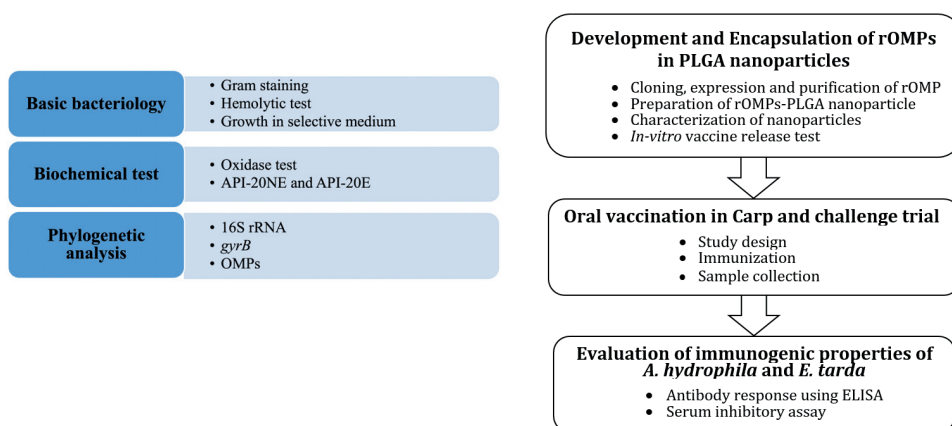 Basic bacteriology
• Gram staining
• Hemolytic test
• Growth in selective medium
Biochemical test
• Oxidase test
• API-20NE and API-20E
Phylogenetic
analysis
• 16S rRNA
• gyrB
• OMPs
Development and Encapsulation of rOMPs
in PLGA nanoparticles
• Cloning, expression and purification of rOMP
• Preparation of rOMPs-PLGA nanoparticle
• Characterization of nanoparticles
• In-vitro vaccine release test
Oral vaccination in Carp and challenge trial
• Study design
• Immunization
• Sample collection
Evaluation of immunogenic properties of
A. hydrophila and E. tarda
• Antibody response using ELISA
• Serum inhibitory assay